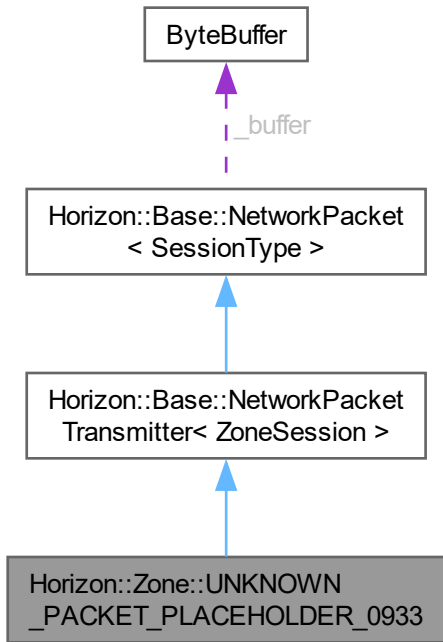 ByteBuffer
_buffer
Horizon::Base::NetworkPacket
< SessionType >
Horizon::Base::NetworkPacket
Transmitter< ZoneSession >
Horizon::Zone::UNKNOWN
_PACKET_PLACEHOLDER_0933